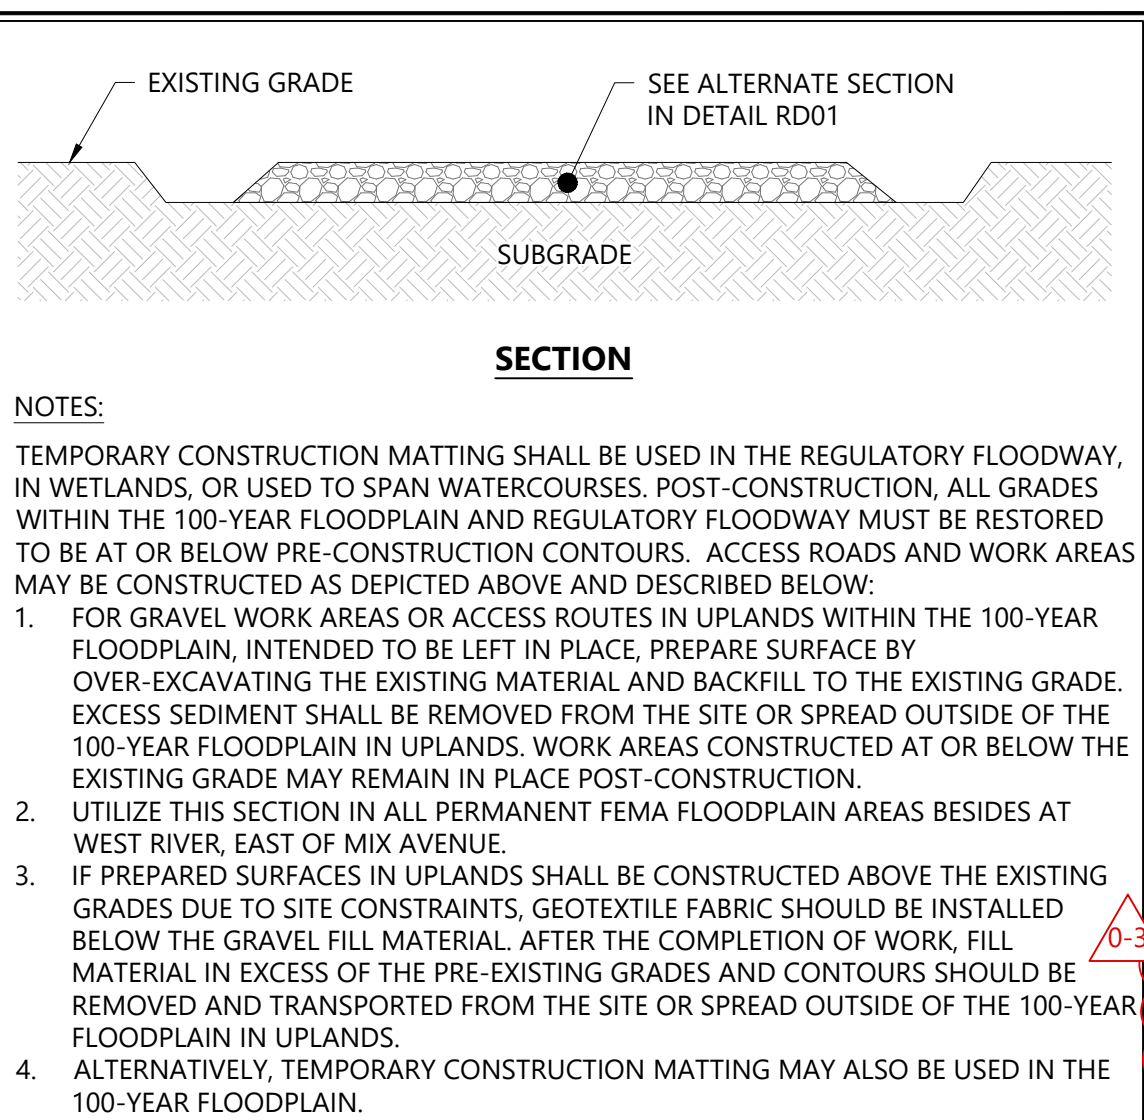 EXISTING GRADE
SEE ALTERNATE SECTION
IN DETAIL RD01
SUBGRADE
SECTION
NOTES:
TEMPORARY CONSTRUCTION MATTING SHALL BE USED IN THE REGULATORY FLOODWAY,
IN WETLANDS, OR USED TO SPAN WATERCOURSES. POST-CONSTRUCTION, ALL GRADES
WITHIN THE 100-YEAR FLOODPLAIN AND REGULATORY FLOODWAY MUST BE RESTORED
TO BE AT OR BELOW PRE-CONSTRUCTION CONTOURS. ACCESS ROADS AND WORK AREAS
MAY BE CONSTRUCTED AS DEPICTED ABOVE AND DESCRIBED BELOW:
1. FOR GRAVEL WORK AREAS OR ACCESS ROUTES IN UPLANDS WITHIN THE 100-YEAR
FLOODPLAIN, INTENDED TO BE LEFT IN PLACE, PREPARE SURFACE BY
OVER-EXCAVATING THE EXISTING MATERIAL AND BACKFILL TO THE EXISTING GRADE.
EXCESS SEDIMENT SHALL BE REMOVED FROM THE SITE OR SPREAD OUTSIDE OF THE
100-YEAR FLOODPLAIN IN UPLANDS. WORK AREAS CONSTRUCTED AT OR BELOW THE
EXISTING GRADE MAY REMAIN IN PLACE POST-CONSTRUCTION.
2. UTILIZE THIS SECTION IN ALL PERMANENT FEMA FLOODPLAIN AREAS BESIDES AT
WEST RIVER, EAST OF MIX AVENUE.
3. IF PREPARED SURFACES IN UPLANDS SHALL BE CONSTRUCTED ABOVE THE EXISTING
GRADES DUE TO SITE CONSTRAINTS, GEOTEXTILE FABRIC SHOULD BE INSTALLED
BELOW THE GRAVEL FILL MATERIAL. AFTER THE COMPLETION OF WORK, FILL
MATERIAL IN EXCESS OF THE PRE-EXISTING GRADES AND CONTOURS SHOULD BE
REMOVED AND TRANSPORTED FROM THE SITE OR SPREAD OUTSIDE OF THE 100-YEAR
FLOODPLAIN IN UPLANDS.
4. ALTERNATIVELY, TEMPORARY CONSTRUCTION MATTING MAY ALSO BE USED IN THE
100-YEAR FLOODPLAIN.
0-3